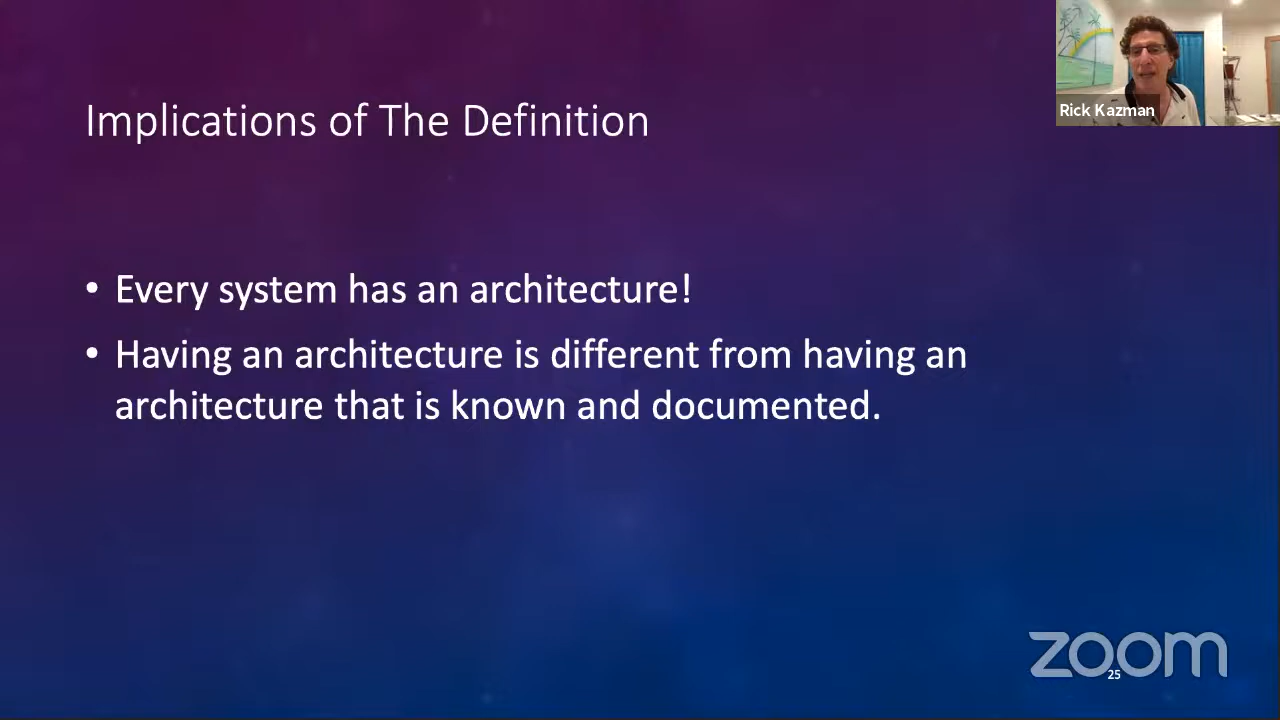 Rick Kazman
Implications of The Definition
• Every system has an architecture!
• Having an architecture is different from having an
architecture that is known and documented.
zoom
25